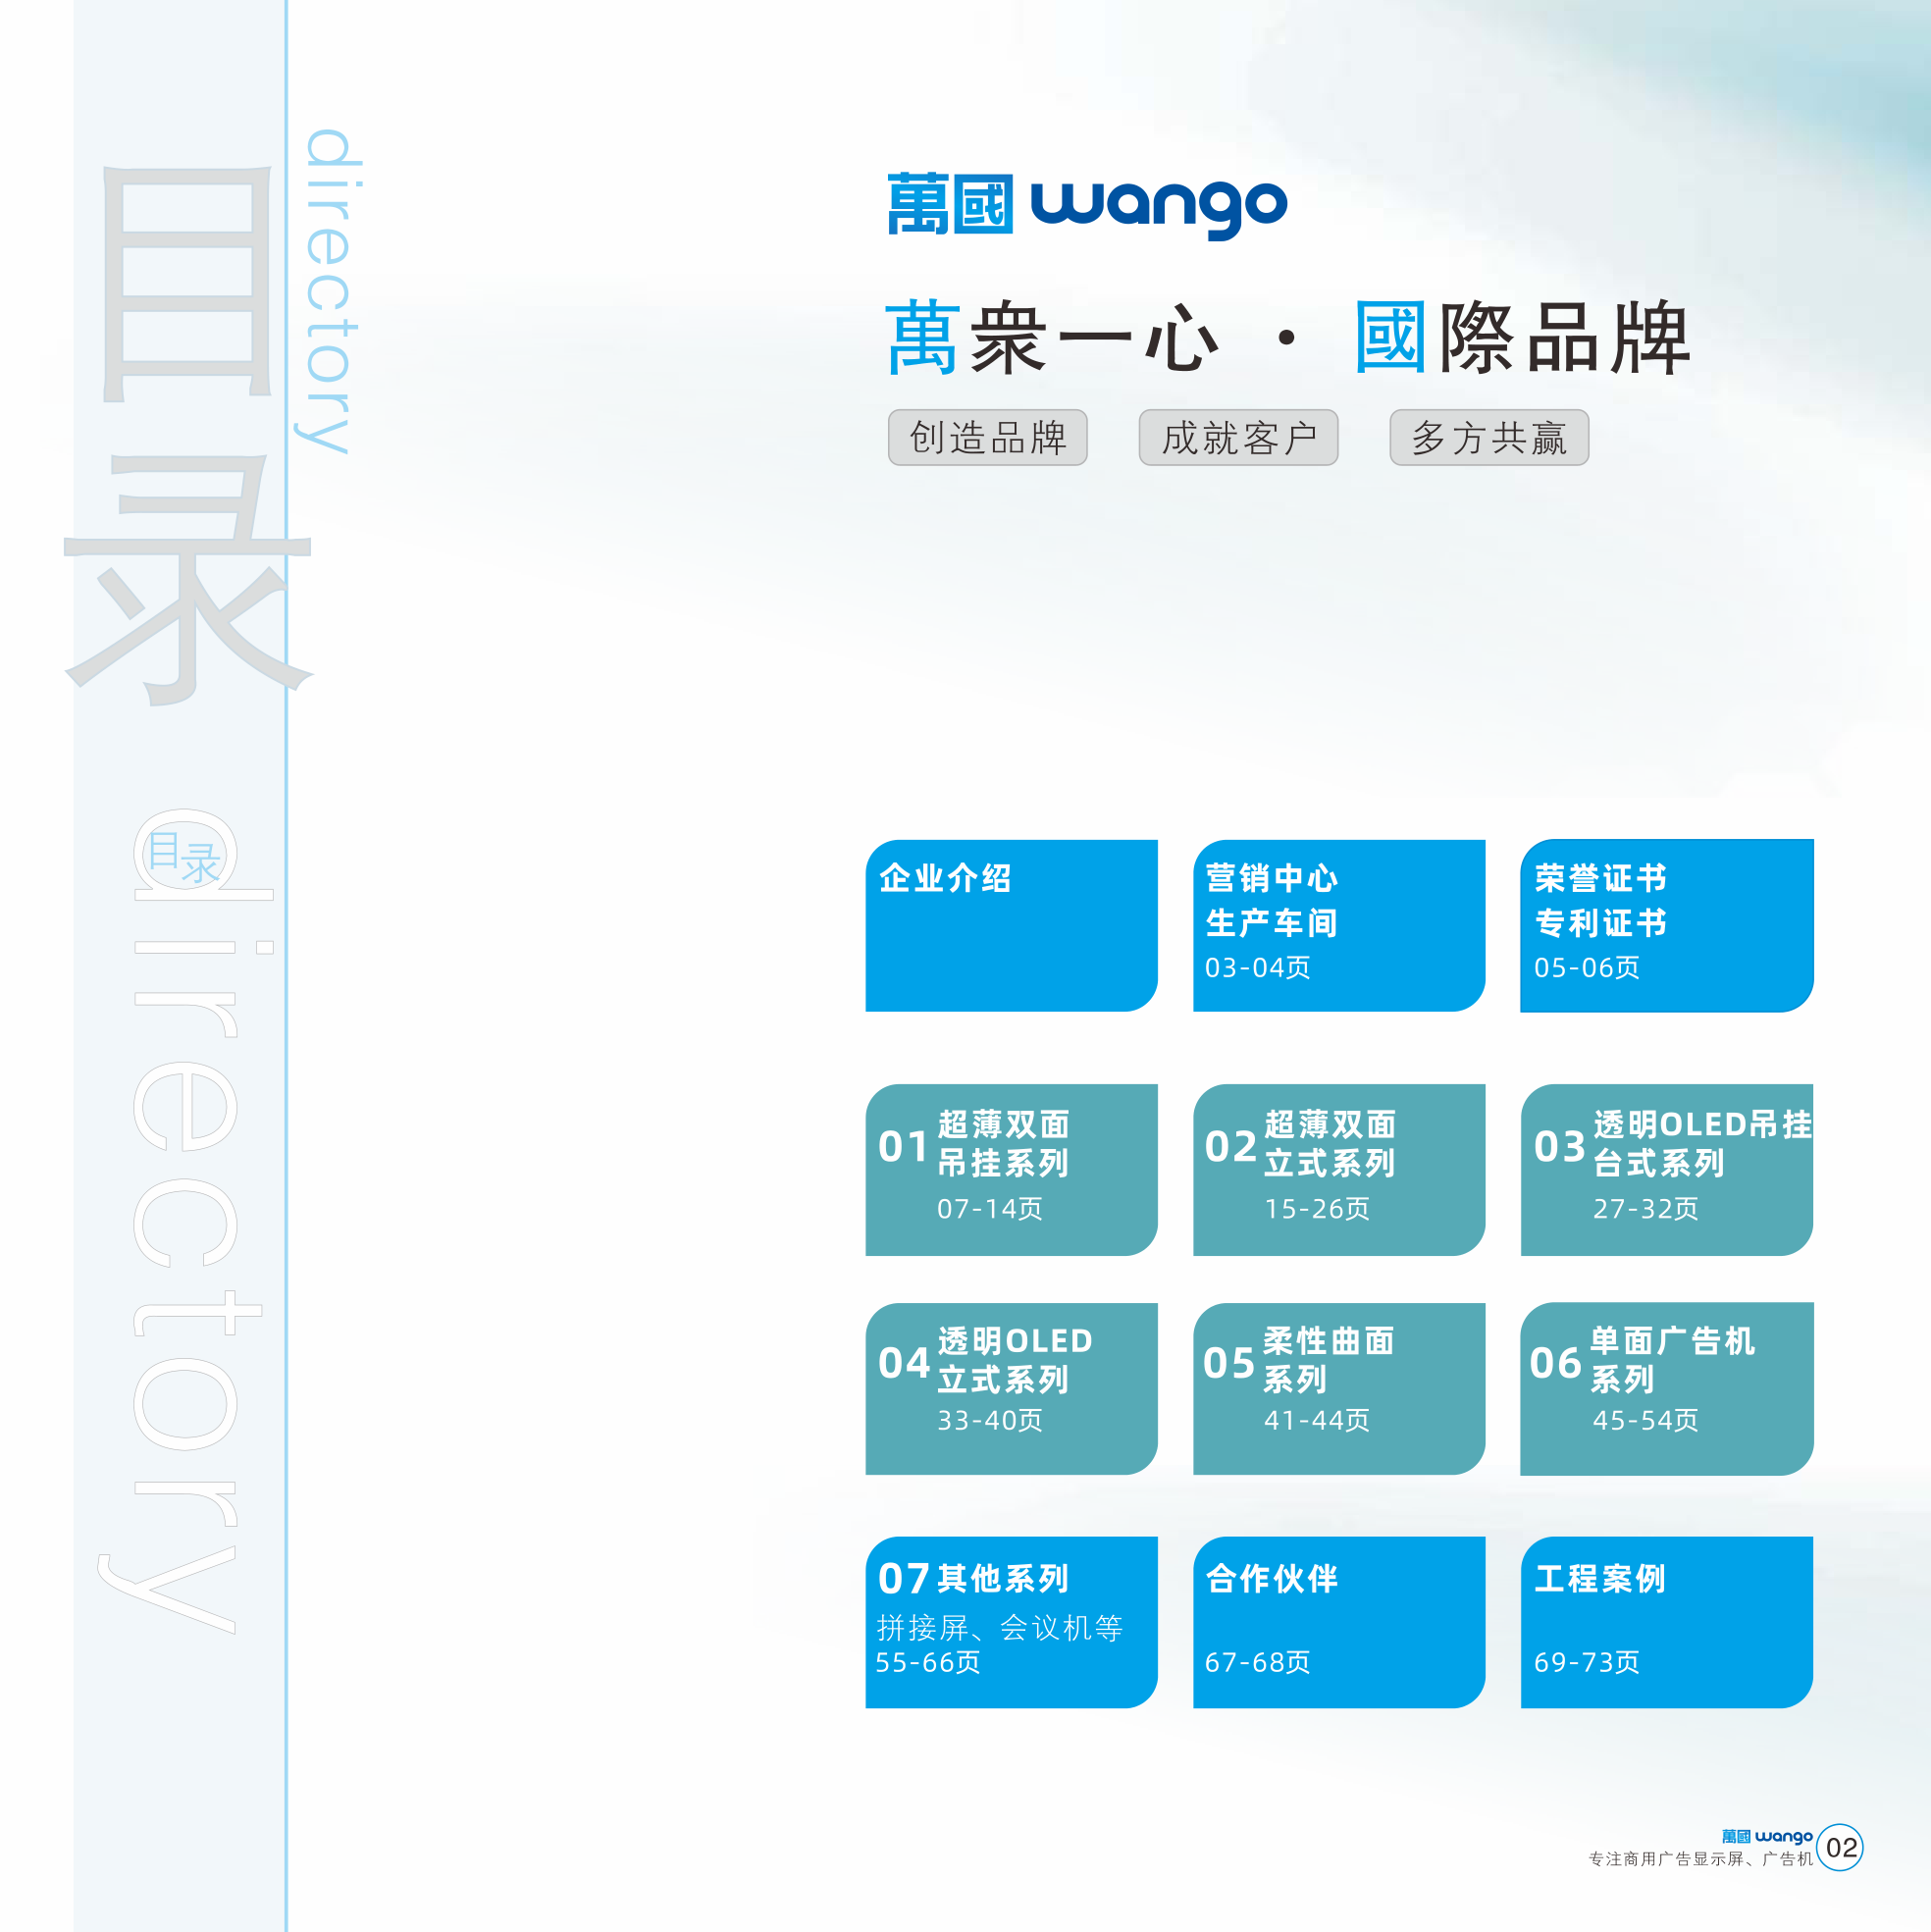 目录
directory
目录
directory
萬國 wango
萬衆一心 · 國際品牌
创造品牌
成就客户
多方共赢
企业介绍
营销中心
生产车间
03-04页
荣誉证书
专利证书
05-06页
01
超薄双面
吊挂系列
07-14页
02
超薄双面
立式系列
15-26页
03
透明OLED吊挂
台式系列
27-32页
04
透明OLED
立式系列
33-40页
05
柔性曲面
系列
41-44页
06
单面广告机
系列
45-54页
07 其他系列
拼接屏、会议机等
55-66页
合作伙伴
67-68页
工程案例
69-73页
萬國 wango
专注商用广告显示屏、广告机
02